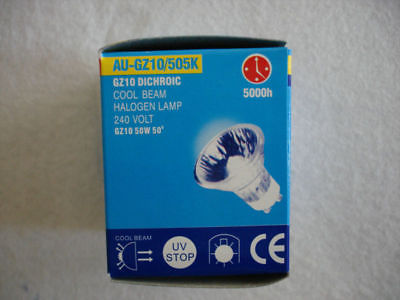 AU-GZ10/505K
GZ10 DICHROIC
COOL BEAM
HALOGEN LAMP
240 VOLT
GZ10 50W 50°
5000h
COOL BEAM
UV
STOP
CE